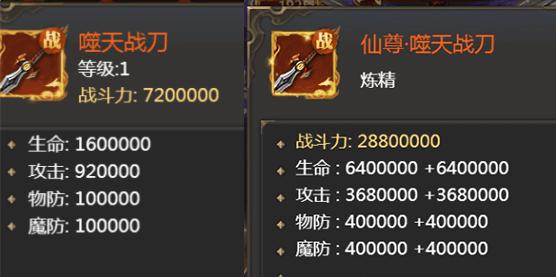 战
噬天战刀
等级:1
战斗力: 7200000
生命: 1600000
攻击: 920000
物防: 100000
魔防: 100000
战
仙尊·噬天战刀
炼精
战斗力: 28800000
生命 : 6400000 +6400000
攻击 : 3680000 +3680000
物防 : 400000 +400000
魔防 : 400000 +400000